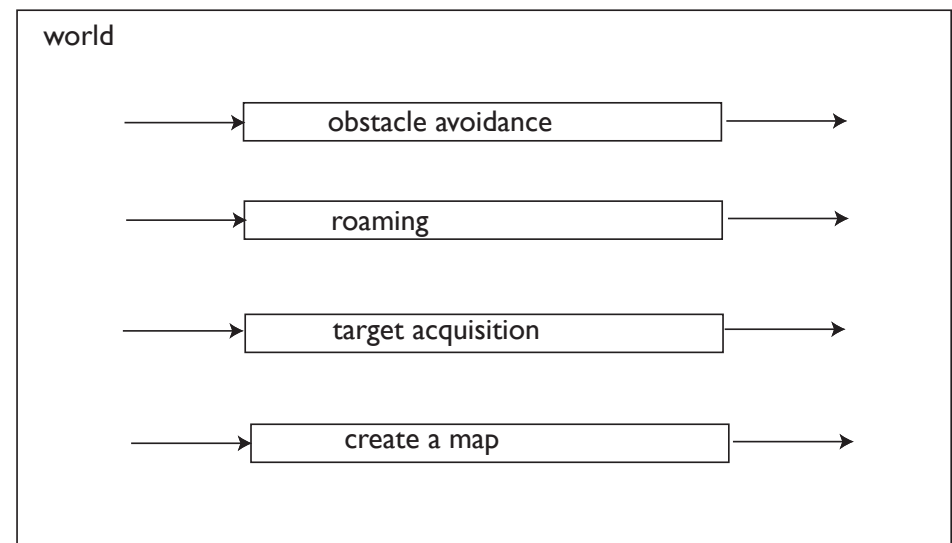 world
obstacle avoidance
roaming
target acquisition
create a map